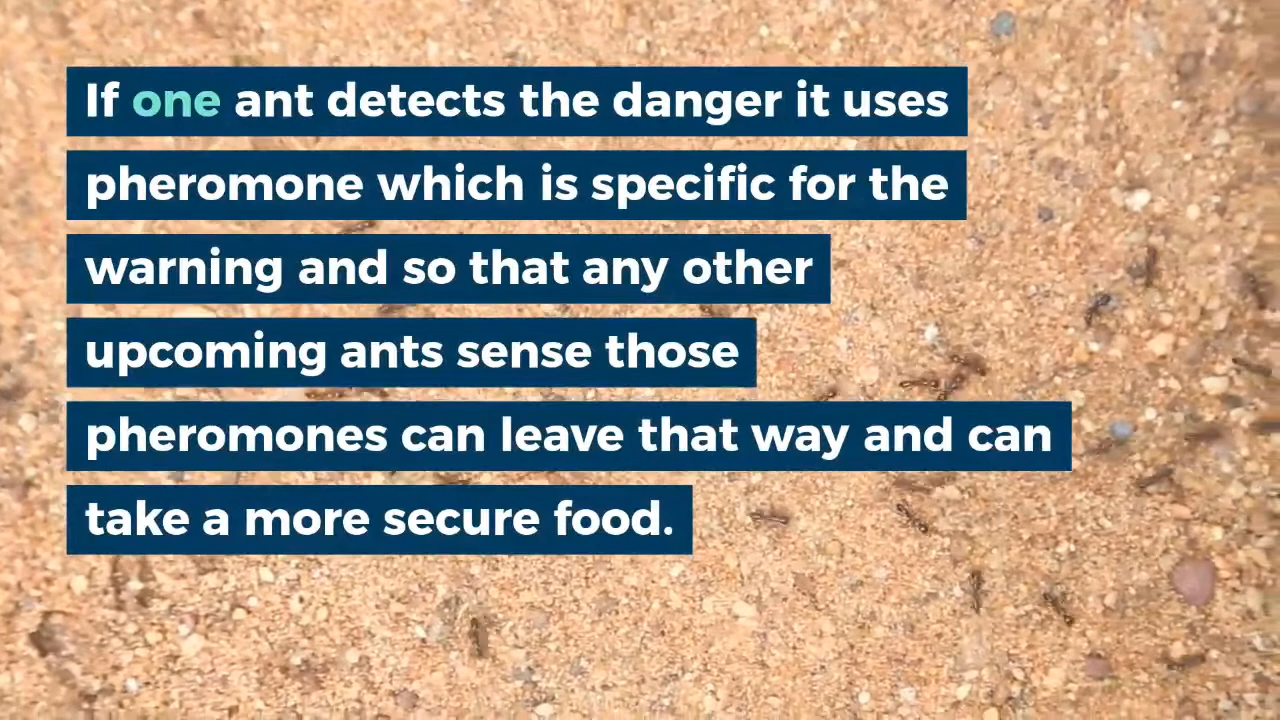 If one ant detects the danger it uses
pheromone which is specific for the
warning and so that any other
upcoming ants sense those
pheromones can leave that way and can
take a more secure food.